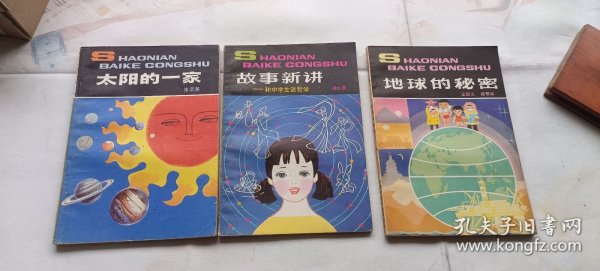 SHAONIAN
BAIKE CONGSHU
太阳的一家
SHAONIAN
BAIKE CONGSHU
故事新讲
——和中学生谈哲学
SHAONIAN
BAIKE CONGSHU
地球的秘密
孔夫子旧书网
www.kongfz.com